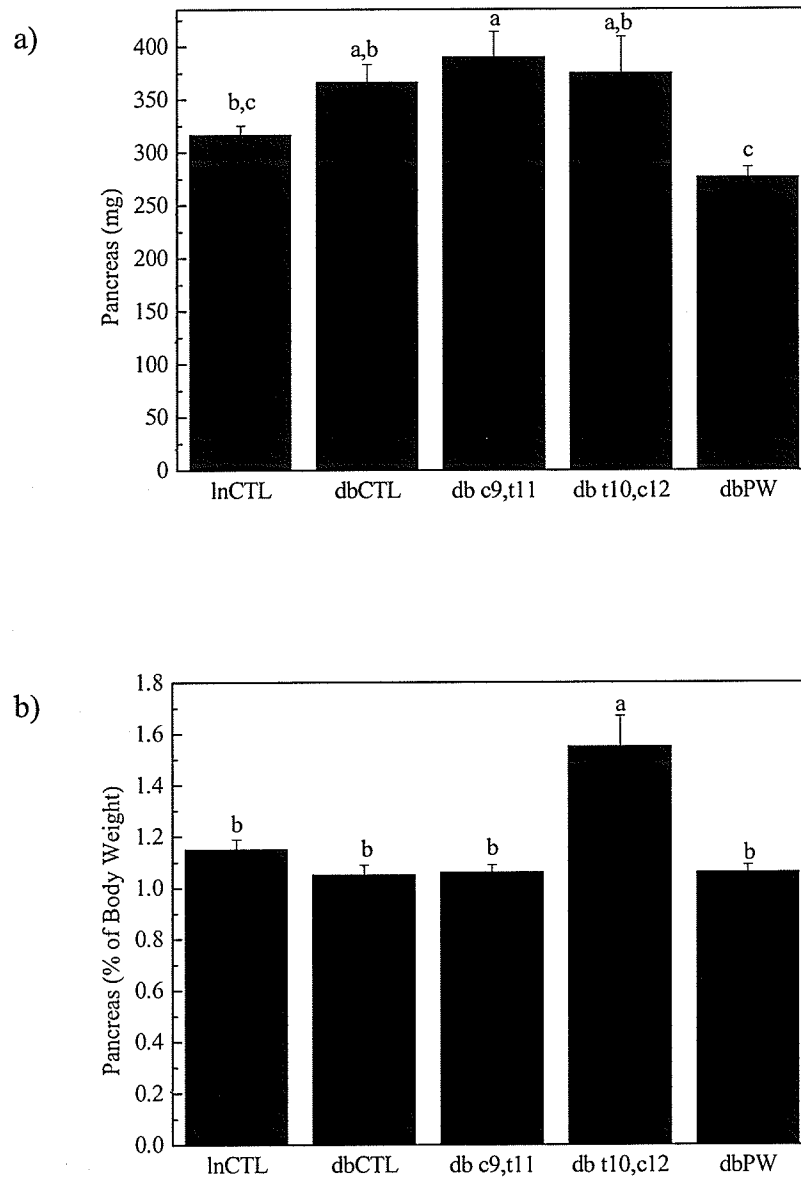 a)
Pancreas (mg)
400
350
300
250
200
150
100
50
0
b,c
a,b
a
a,b
c
lnCTL dbCTL db c9,t11 db t10,c12 dbPW
b)
Pancreas (% of Body Weight)
1.8
1.6
1.4
1.2
1.0
0.8
0.6
0.4
0.2
0.0
b
b
b
a
b
lnCTL dbCTL db c9,t11 db t10,c12 dbPW